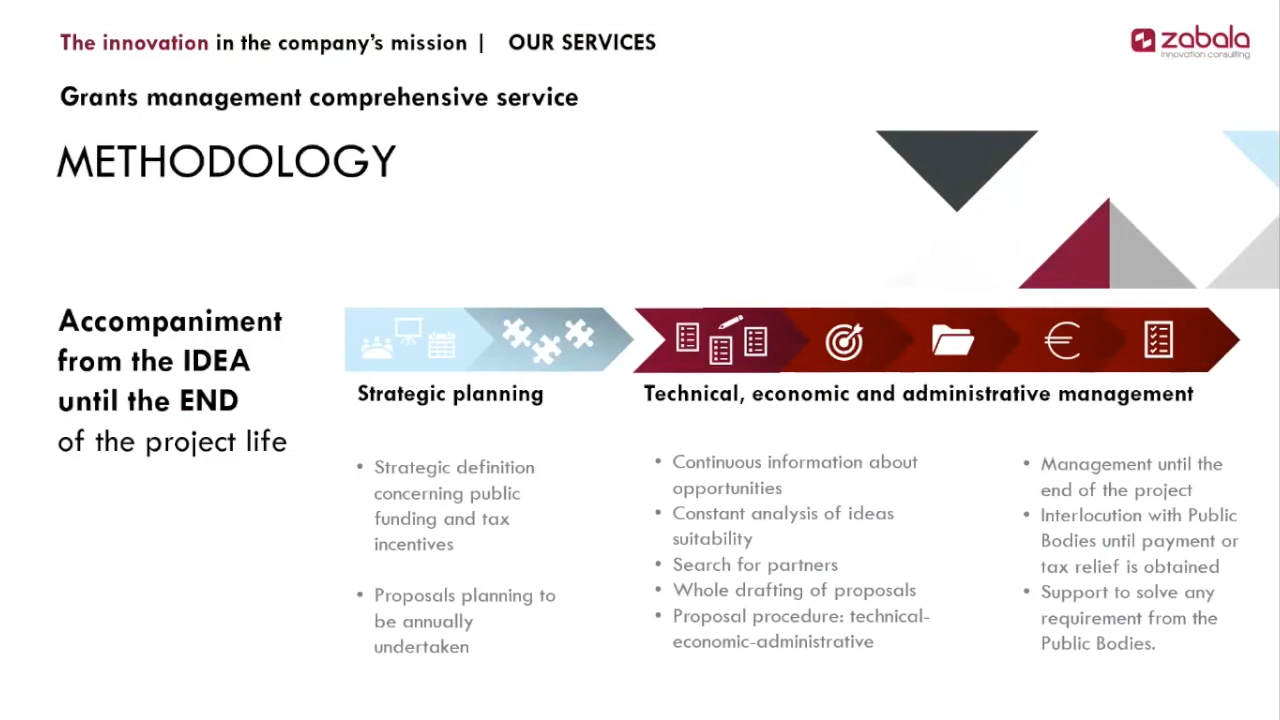 The innovation in the company's mission | OUR SERVICES
zabala
innovation consulting
Grants management comprehensive service
METHODOLOGY
Accompaniment
from the IDEA
until the END
of the project life
Strategic planning
• Strategic definition
concerning public
funding and tax
incentives
• Proposals planning to
be annually
undertaken
Technical, economic and administrative management
• Continuous information about
opportunities
• Constant analysis of ideas
suitability
• Search for partners
• Whole drafting of proposals
• Proposal procedure: technical-
economic-administrative
• Management until the
end of the project
• Interlocution with Public
Bodies until payment or
tax relief is obtained
• Support to solve any
requirement from the
Public Bodies.